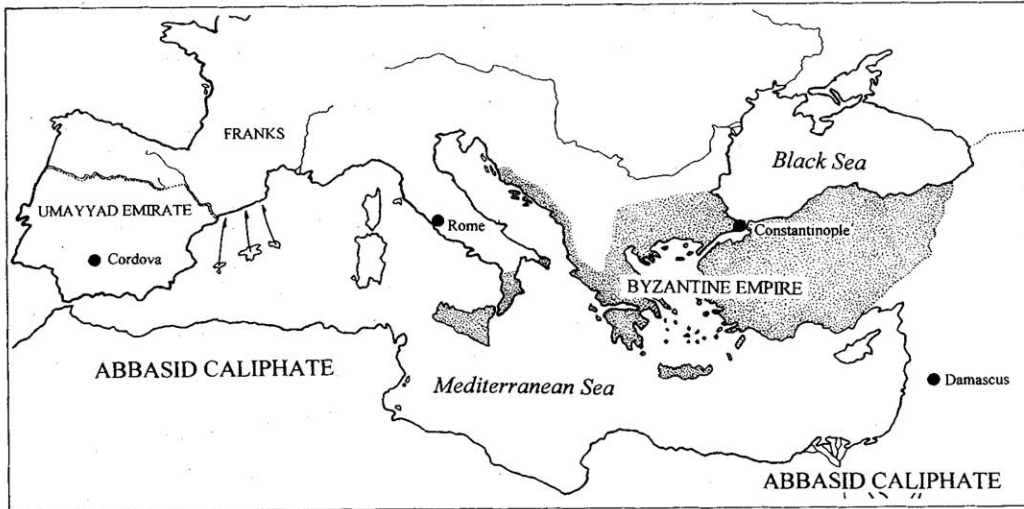 FRANKS
Black Sea
UMAYYAD EMIRATE
Rome
Constantinople
Cordova
BYZANTINE EMPIRE
ABBASID CALIPHATE
Mediterranean Sea
Damascus
ABBASID CALIPHATE